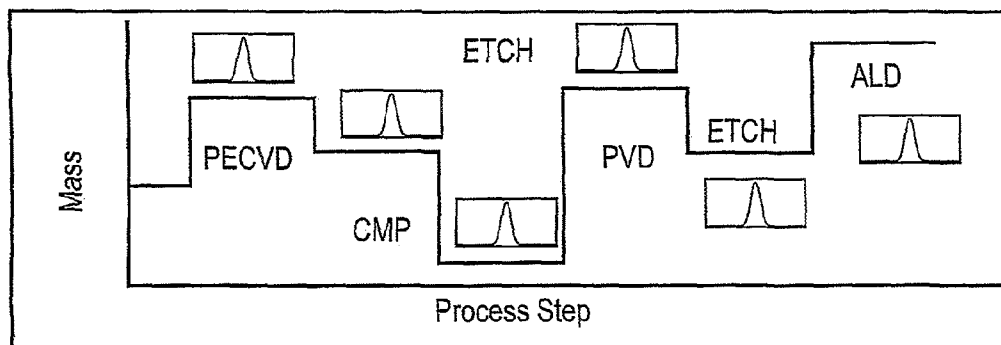 ETCH
ALD
ETCH
PECVD
PVD
Mass
CMP
Process Step